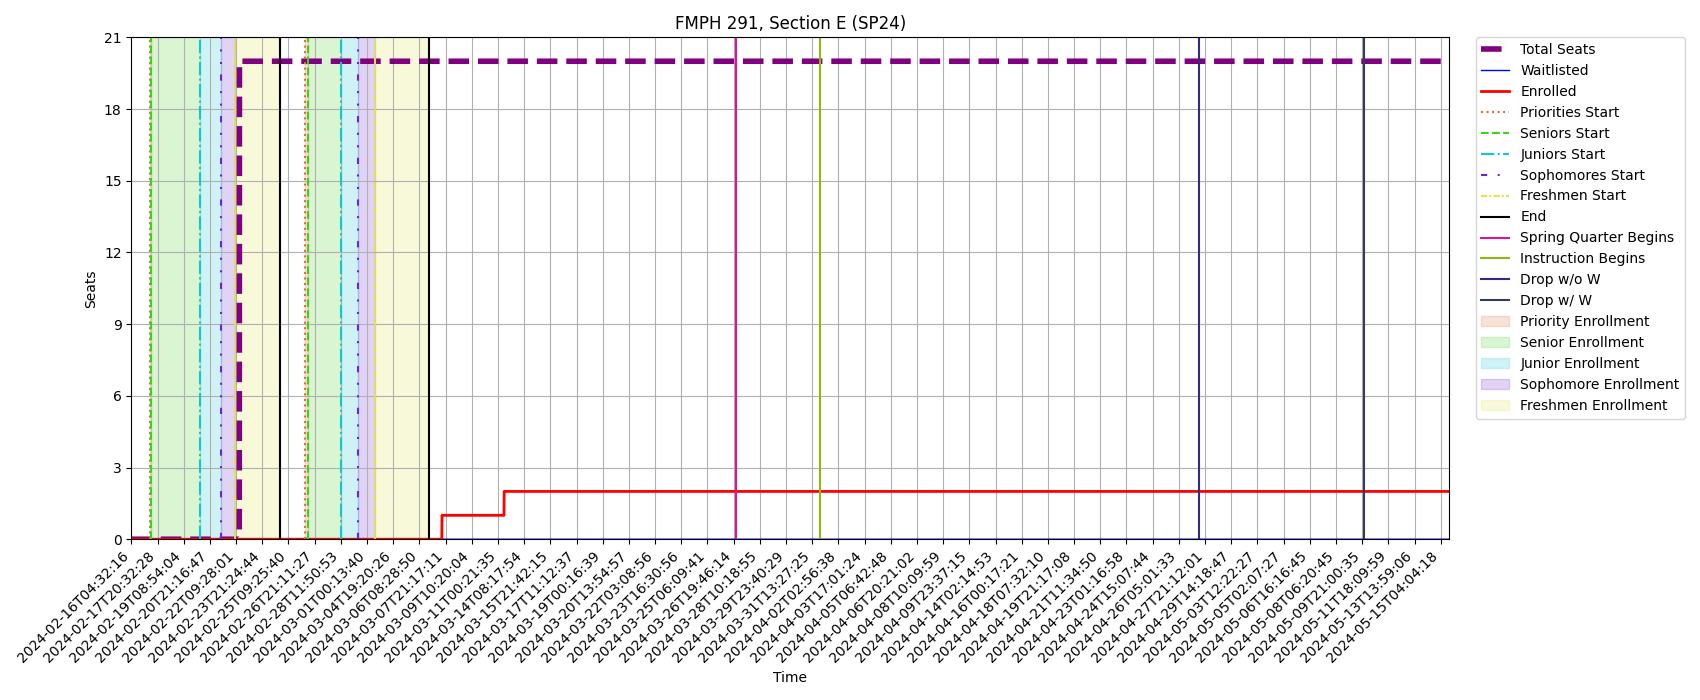 FMPH 291, Section E (SP24)
21
18
15
12
9
6
3
0
Seats
2024-02-16T04:32:16
2024-02-17T20:32:28
2024-02-19T08:54:04
2024-02-20T21:16:47
2024-02-22T09:28:01
2024-02-23T21:24:44
2024-02-25T09:25:40
2024-02-26T21:11:27
2024-02-28T11:50:53
2024-03-01T00:13:40
2024-03-04T19:20:26
2024-03-06T08:28:50
2024-03-07T21:17:11
2024-03-09T10:20:04
2024-03-11T00:21:35
2024-03-14T08:17:54
2024-03-15T21:42:15
2024-03-17T11:12:37
2024-03-19T00:16:39
2024-03-20T13:54:57
2024-03-22T03:08:56
2024-03-23T16:30:56
2024-03-25T06:09:41
2024-03-26T19:46:14
2024-03-28T10:18:55
2024-03-29T23:40:29
2024-03-31T13:27:25
2024-04-02T02:56:38
2024-04-03T17:01:24
2024-04-05T06:42:48
2024-04-06T20:21:02
2024-04-08T10:09:59
2024-04-09T23:37:15
2024-04-14T02:14:53
2024-04-16T00:17:21
2024-04-18T07:32:10
2024-04-19T21:17:08
2024-04-21T11:34:50
2024-04-23T01:16:58
2024-04-24T15:07:44
2024-04-26T05:01:33
2024-04-27T21:12:01
2024-04-29T14:18:47
2024-05-03T12:22:27
2024-05-05T02:07:27
2024-05-06T16:16:45
2024-05-08T06:20:45
2024-05-09T21:00:35
2024-05-11T18:09:59
2024-05-13T13:59:06
2024-05-15T04:04:18
Time
Total Seats
Waitlisted
Enrolled
Priorities Start
Seniors Start
Juniors Start
Sophomores Start
Freshmen Start
End
Spring Quarter Begins
Instruction Begins
Drop w/o W
Drop w/ W
Priority Enrollment
Senior Enrollment
Junior Enrollment
Sophomore Enrollment
Freshmen Enrollment